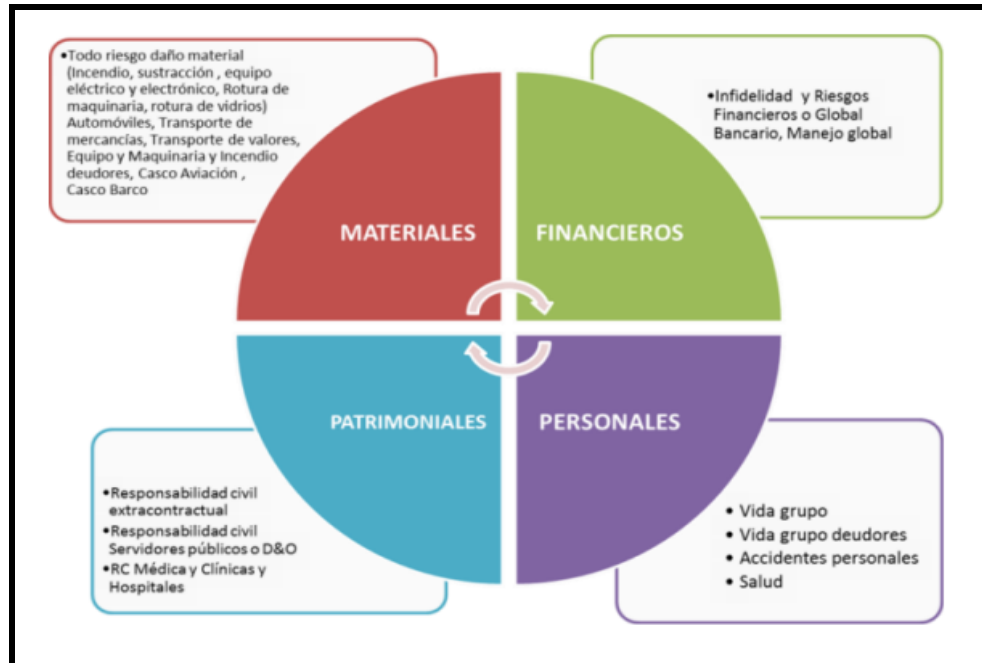 •Todo riesgo daño material
(Incendio, sustracción , equipo
eléctrico y electrónico, Rotura de
maquinaria, rotura de vidrios)
Automóviles, Transporte de
mercancías, Transporte de valores,
Equipo y Maquinaria y Incendio
deudores, Casco Aviación ,
Casco Barco
•Infidelidad y Riesgos
Financieros o Global
Bancario, Manejo global
MATERIALES
FINANCIEROS
PATRIMONIALES
PERSONALES
•Responsabilidad civil
extracontractual
•Responsabilidad civil
Servidores públicos o D&O
•RC Médica y Clínicas y
Hospitales
• Vida grupo
• Vida grupo deudores
• Accidentes personales
• Salud